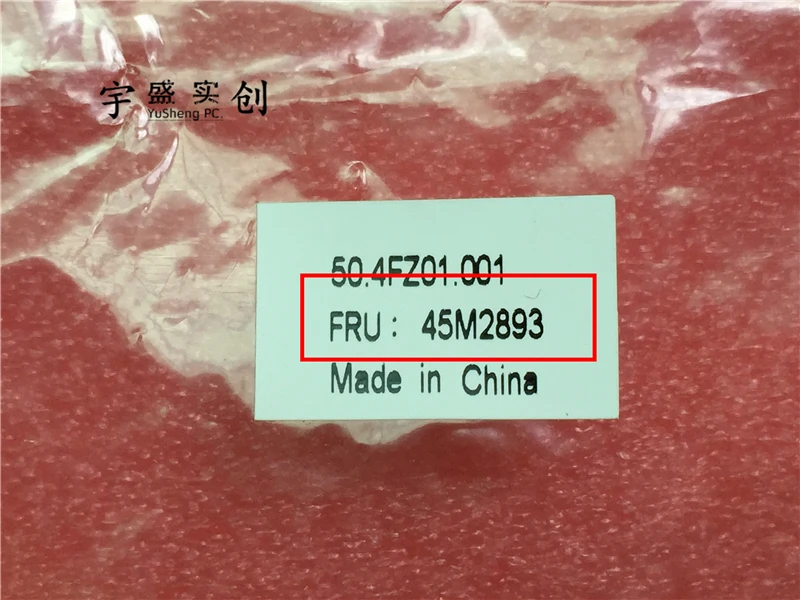 宇盛实创
YuSheng PC.
50.4FZ01.001
FRU: 45M2893
Made in China